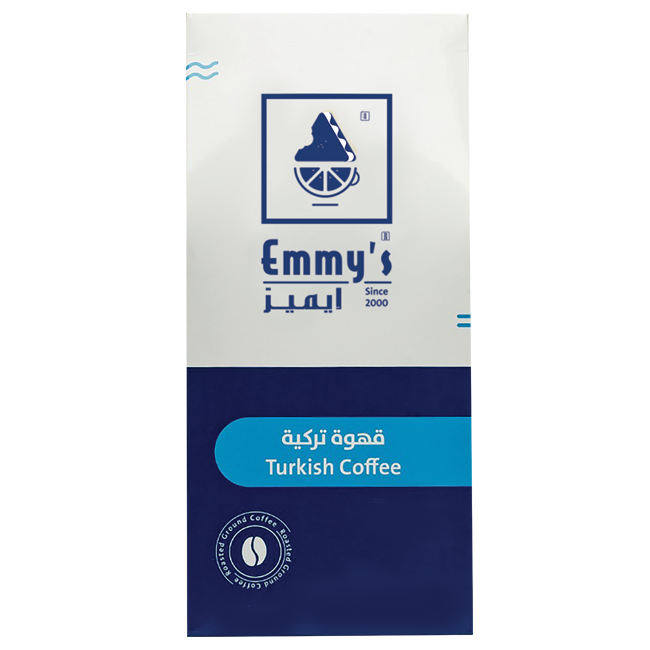 Emmy's
ايميز
Since
2000
قهوة تركية
Turkish Coffee
Roasted Ground Coffee
Roasted Ground Coffee